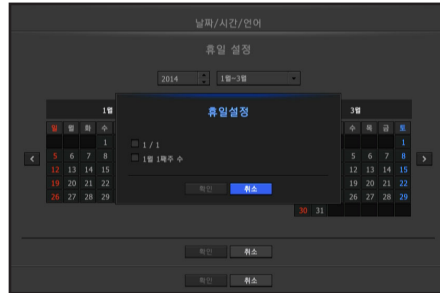 날짜/시간/언어
휴일 설정
2014 1월~3월
1월 3월
휴일설정
일 월 화 수 수 목 금 토
1 1
1 / 1
5 6 7 8 5 6 7 8
1월 1째주 수
12 13 14 15 12 13 14 15
19 20 21 22 19 20 21 22
확인 취소
26 27 28 29 26 27 28 29
30 31
확인 취소
확인 취소